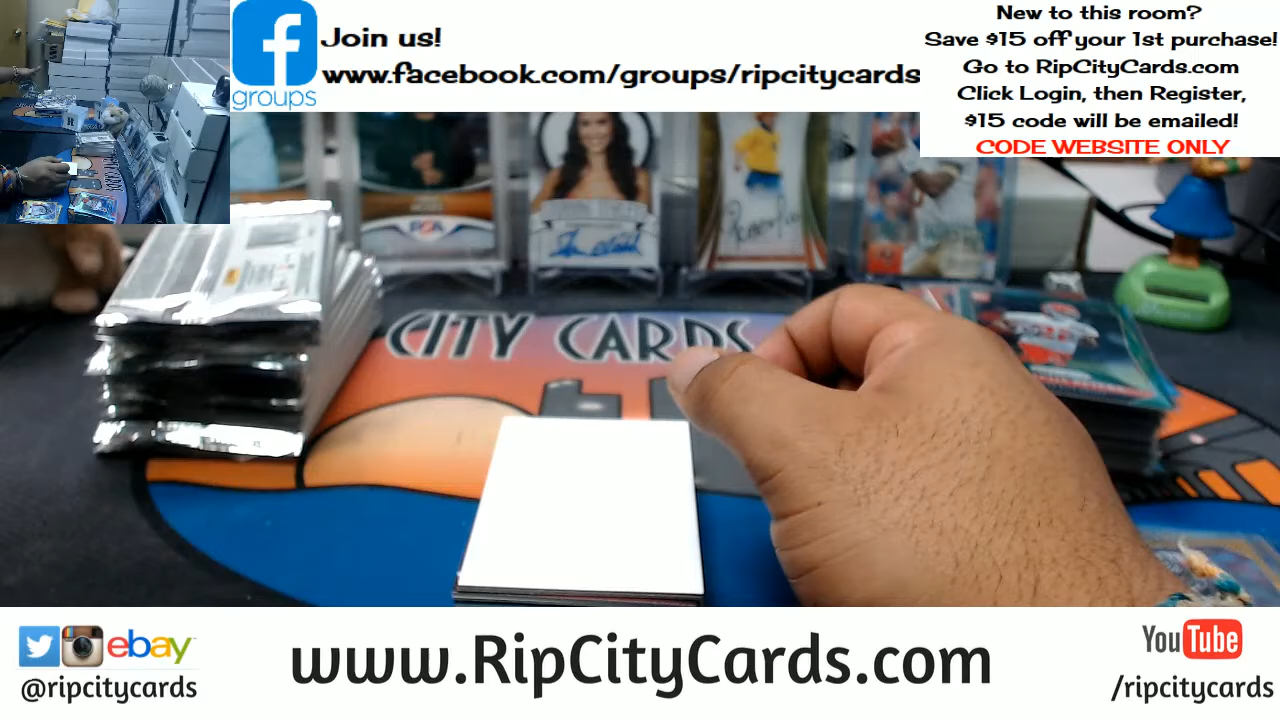 Join us!
www.facebook.com/groups/ripcitycards
groups
New to this room?
Save $15 off your 1st purchase!
Go to RipCityCards.com
Click Login, then Register,
$15 code will be emailed!
CODE WEBSITE ONLY
PSA
CITY CARDS
ebay
@ripcitycards
www.RipCityCards.com
YouTube
/ripcitycards